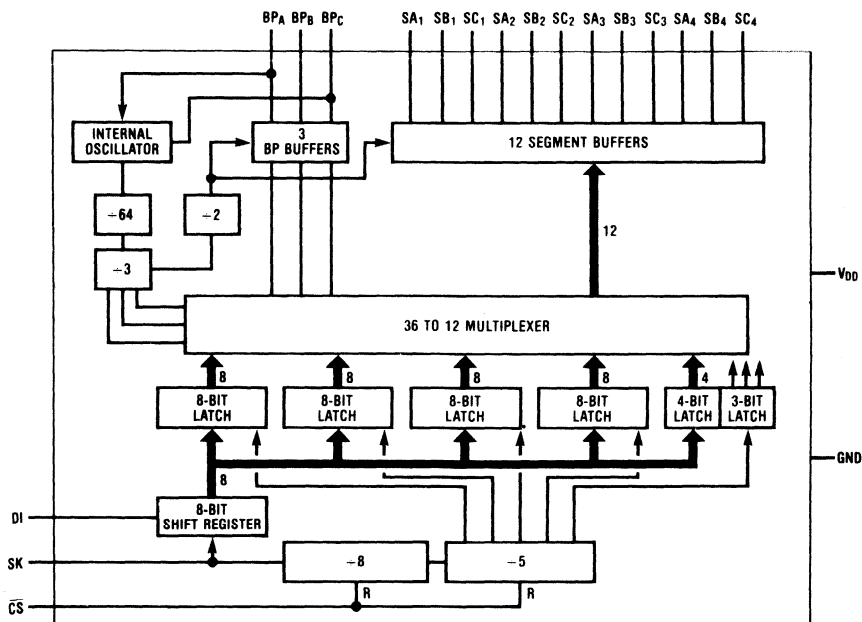 BPA BPB BPC SA1 SB1 SC1 SA2 SB2 SC2 SA3 SB3 SC3 SA4 SB4 SC4
INTERNAL
OSCILLATOR
3
BP BUFFERS
12 SEGMENT BUFFERS
÷64
÷2
÷3
12
VDD
36 TO 12 MULTIPLEXER
8 8 8 8 4
8-BIT
LATCH
8-BIT
LATCH
8-BIT
LATCH
8-BIT
LATCH
4-BIT
LATCH
3-BIT
LATCH
GND
8
DI
8-BIT
SHIFT REGISTER
SK
÷8
÷5
R R
C̅S̅